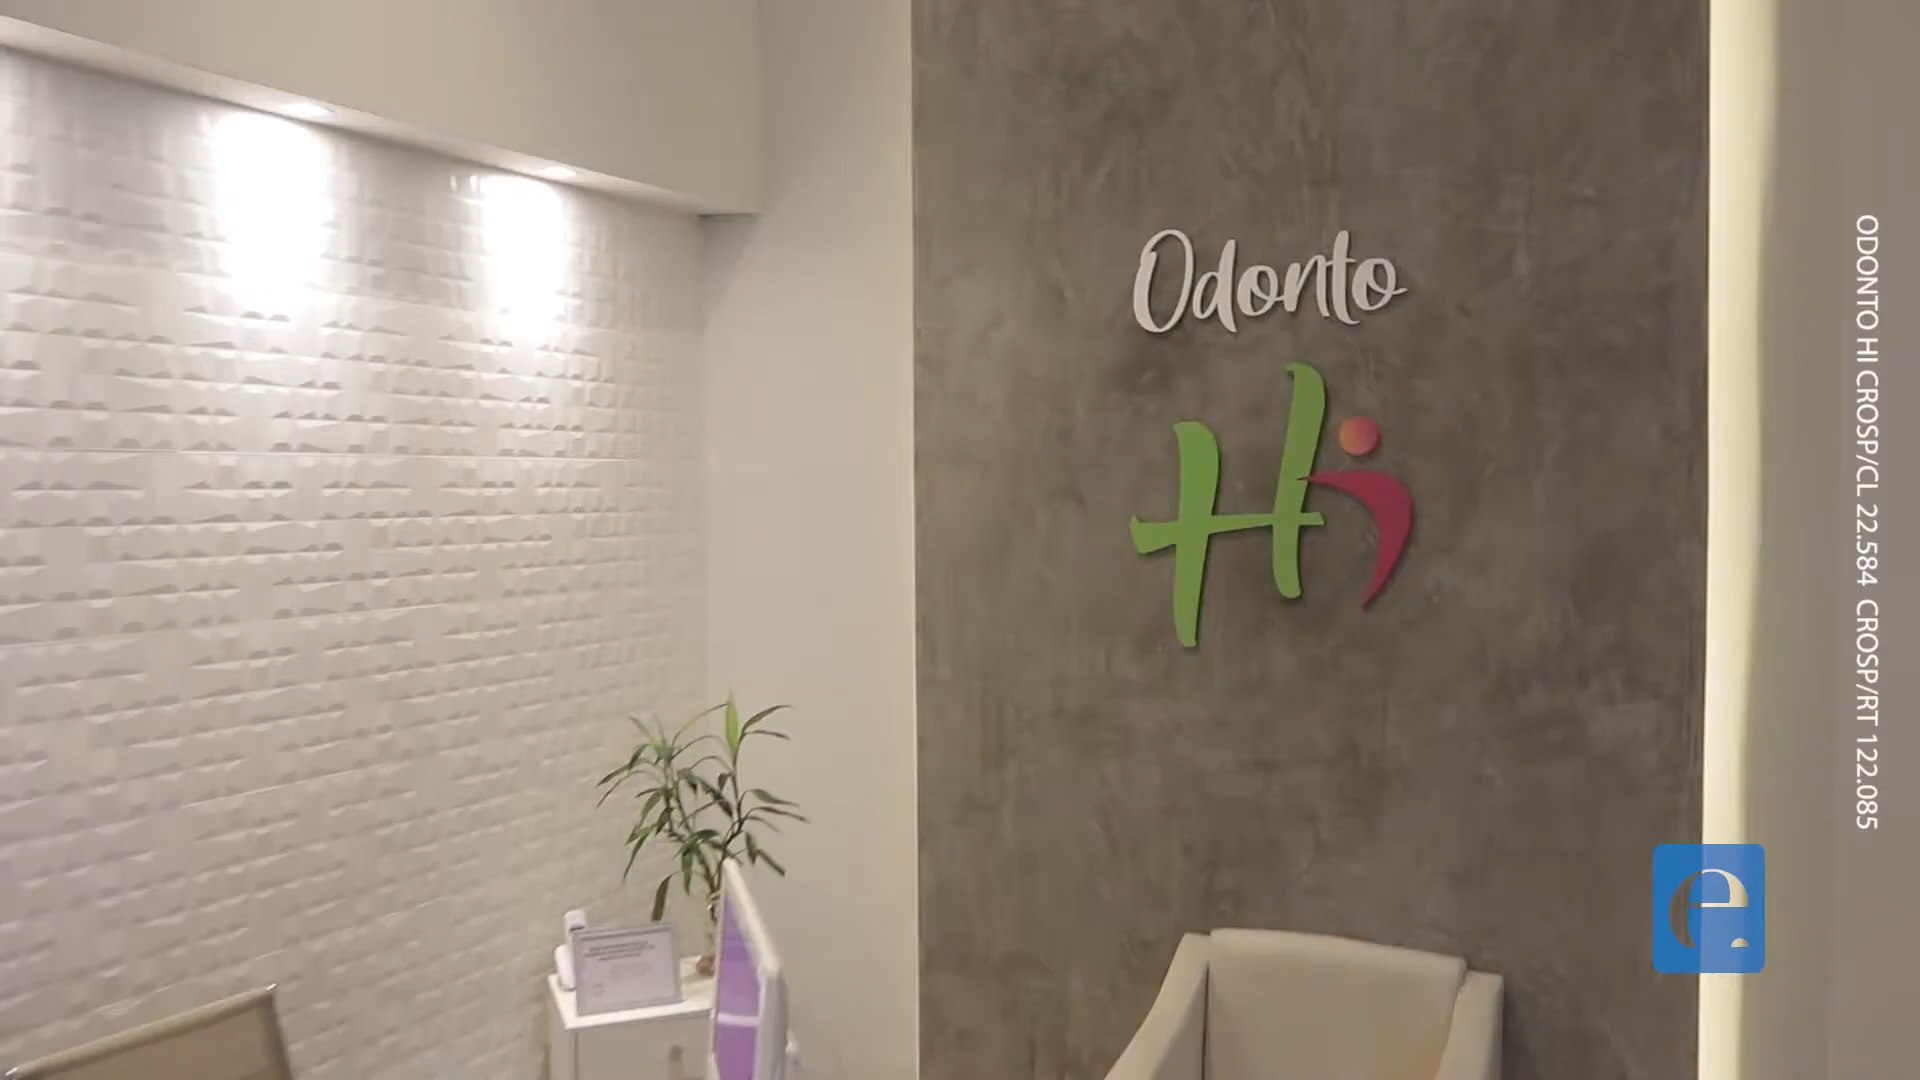 Odonto
Hi
ODONTO HI CROSP/CL 22.584 CROSP/RT 122.085
e.